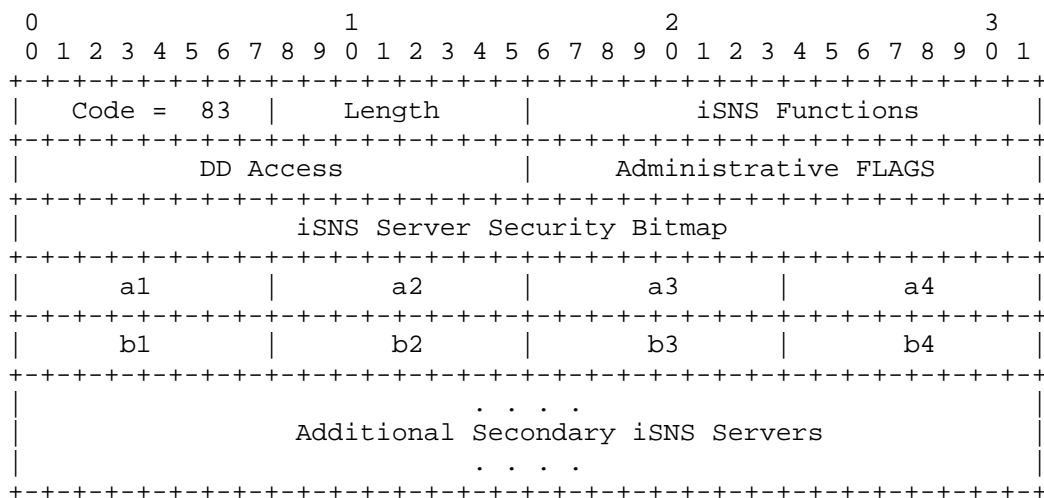 0                   1                   2                   3
 0 1 2 3 4 5 6 7 8 9 0 1 2 3 4 5 6 7 8 9 0 1 2 3 4 5 6 7 8 9 0 1
+-+-+-+-+-+-+-+-+-+-+-+-+-+-+-+-+-+-+-+-+-+-+-+-+-+-+-+-+-+-+-+-+
|   Code =  83  |    Length     |          iSNS Functions       |
+-+-+-+-+-+-+-+-+-+-+-+-+-+-+-+-+-+-+-+-+-+-+-+-+-+-+-+-+-+-+-+-+
|           DD Access           |     Administrative FLAGS      |
+-+-+-+-+-+-+-+-+-+-+-+-+-+-+-+-+-+-+-+-+-+-+-+-+-+-+-+-+-+-+-+-+
|                 iSNS Server Security Bitmap                   |
+-+-+-+-+-+-+-+-+-+-+-+-+-+-+-+-+-+-+-+-+-+-+-+-+-+-+-+-+-+-+-+-+
|      a1       |       a2      |       a3      |       a4      |
+-+-+-+-+-+-+-+-+-+-+-+-+-+-+-+-+-+-+-+-+-+-+-+-+-+-+-+-+-+-+-+-+
|      b1       |       b2      |       b3      |       b4      |
+-+-+-+-+-+-+-+-+-+-+-+-+-+-+-+-+-+-+-+-+-+-+-+-+-+-+-+-+-+-+-+-+
|                            . . . .                            |
|                 Additional Secondary iSNS Servers             |
|                            . . . .                            |
+-+-+-+-+-+-+-+-+-+-+-+-+-+-+-+-+-+-+-+-+-+-+-+-+-+-+-+-+-+-+-+-+